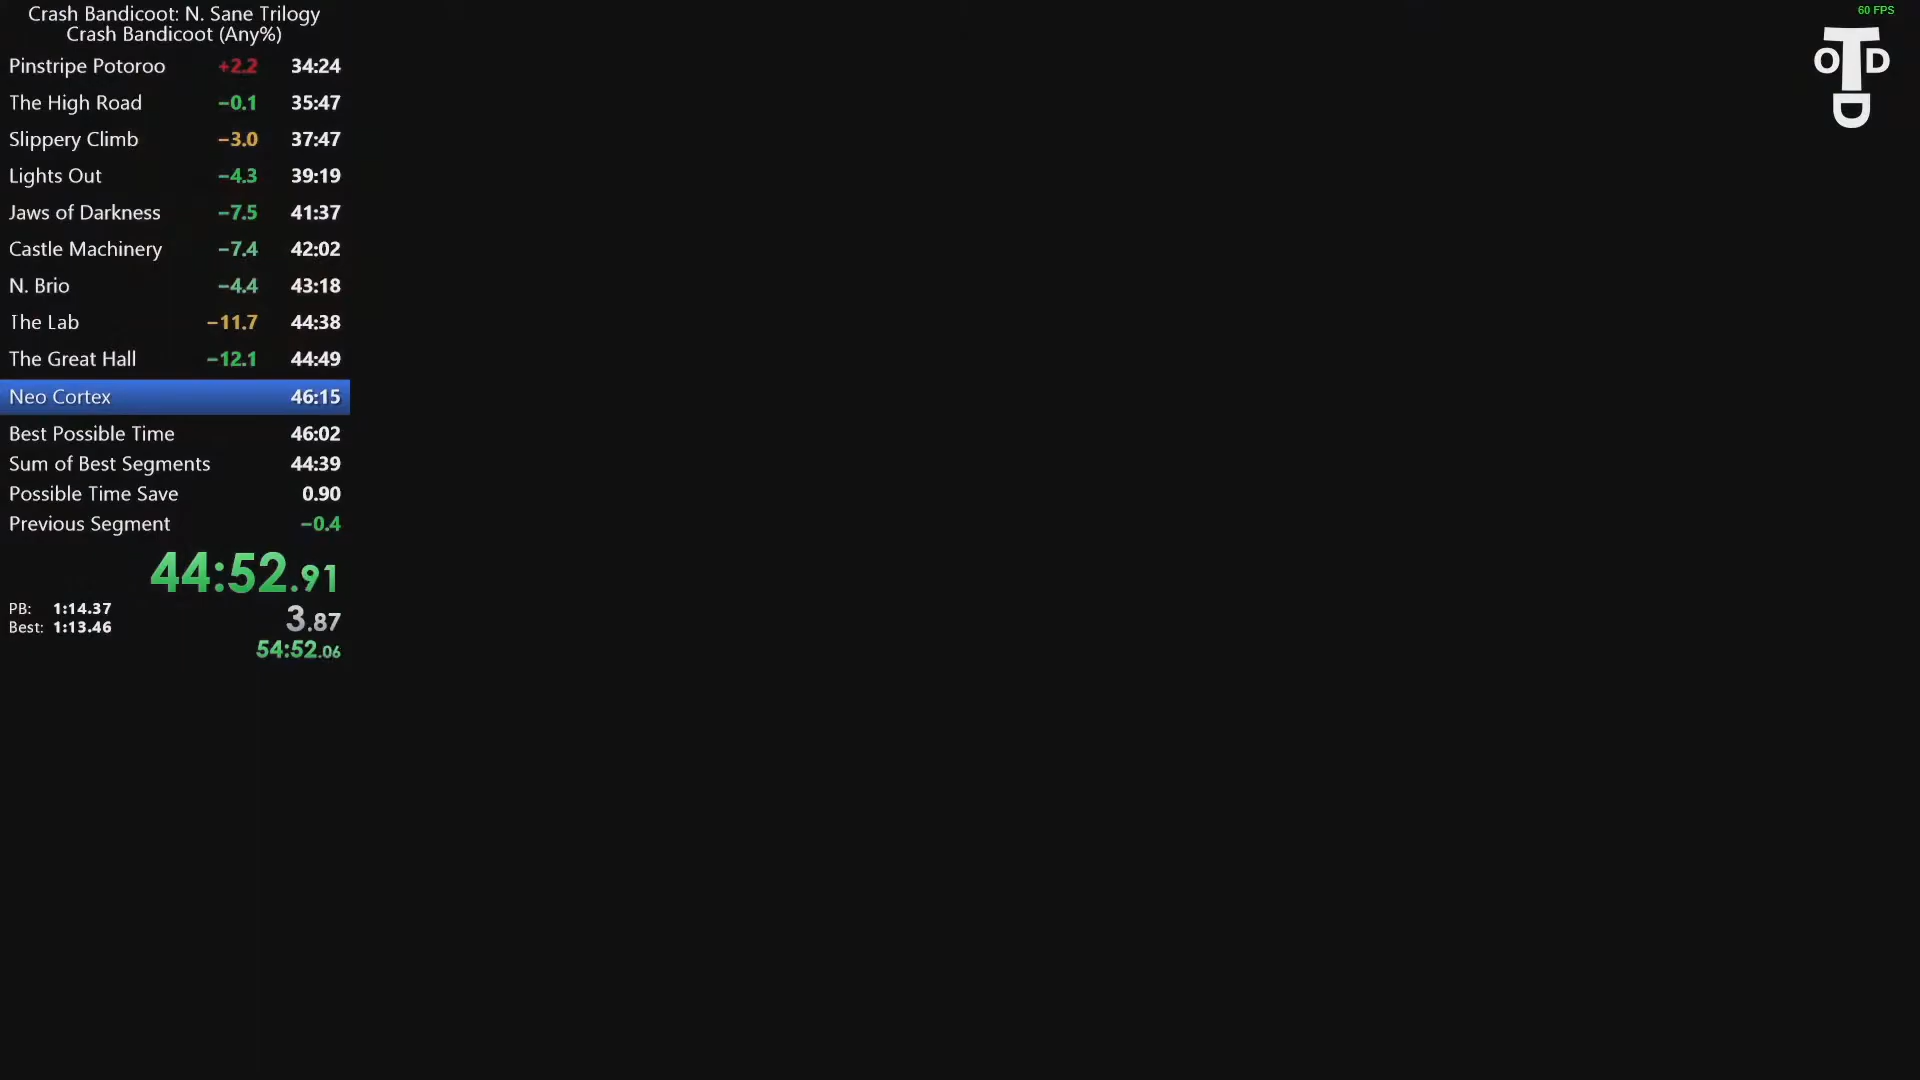 Crash Bandicoot: N. Sane Trilogy
Crash Bandicoot (Any%)
60 FPS
Pinstripe Potoroo +2.2 34:24
The High Road −0.1 35:47
Slippery Climb −3.0 37:47
Lights Out −4.3 39:19
Jaws of Darkness −7.5 41:37
Castle Machinery −7.4 42:02
N. Brio −4.4 43:18
The Lab −11.7 44:38
The Great Hall −12.1 44:49
Neo Cortex 46:15
Best Possible Time 46:02
Sum of Best Segments 44:39
Possible Time Save 0.90
Previous Segment −0.4
44:52.91
PB: 1:14.37
Best: 1:13.46
3.87
54:52.06
O T D
D